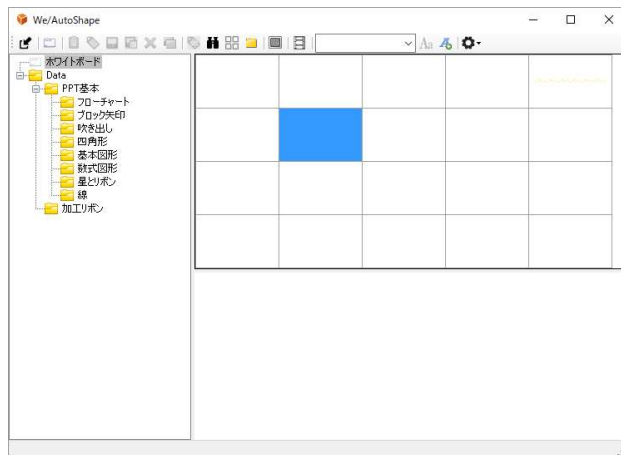 We/AutoShape
Aa
ホワイトボード
Data
PPT基本
フローチャート
ブロック矢印
吹き出し
四角形
基本図形
数式図形
星とリボン
線
加工リボン